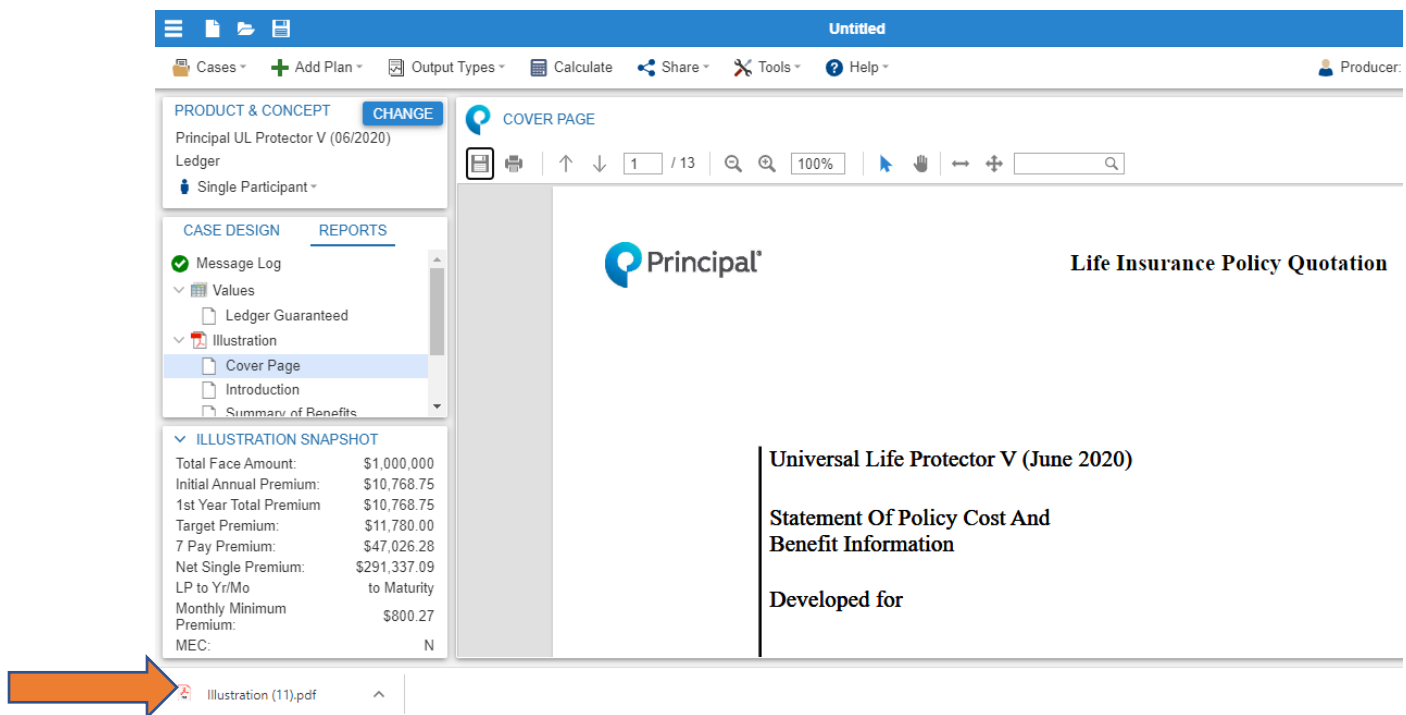 Untitled
Cases Add Plan Output Types Calculate Share Tools Help Producer:
PRODUCT & CONCEPT CHANGE
Principal UL Protector V (06/2020)
Ledger
Single Participant
CASE DESIGN REPORTS
Message Log
Values
Ledger Guaranteed
Illustration
Cover Page
Introduction
Summary of Benefits
ILLUSTRATION SNAPSHOT
Total Face Amount: $1,000,000
Initial Annual Premium: $10,768.75
1st Year Total Premium $10,768.75
Target Premium: $11,780.00
7 Pay Premium: $47,026.28
Net Single Premium: $291,337.09
LP to Yr/Mo to Maturity
Monthly Minimum
Premium: $800.27
MEC: N
COVER PAGE
1 / 13 100%
Principal® Life Insurance Policy Quotation
Universal Life Protector V (June 2020)
Statement Of Policy Cost And
Benefit Information
Developed for
Illustration (11).pdf